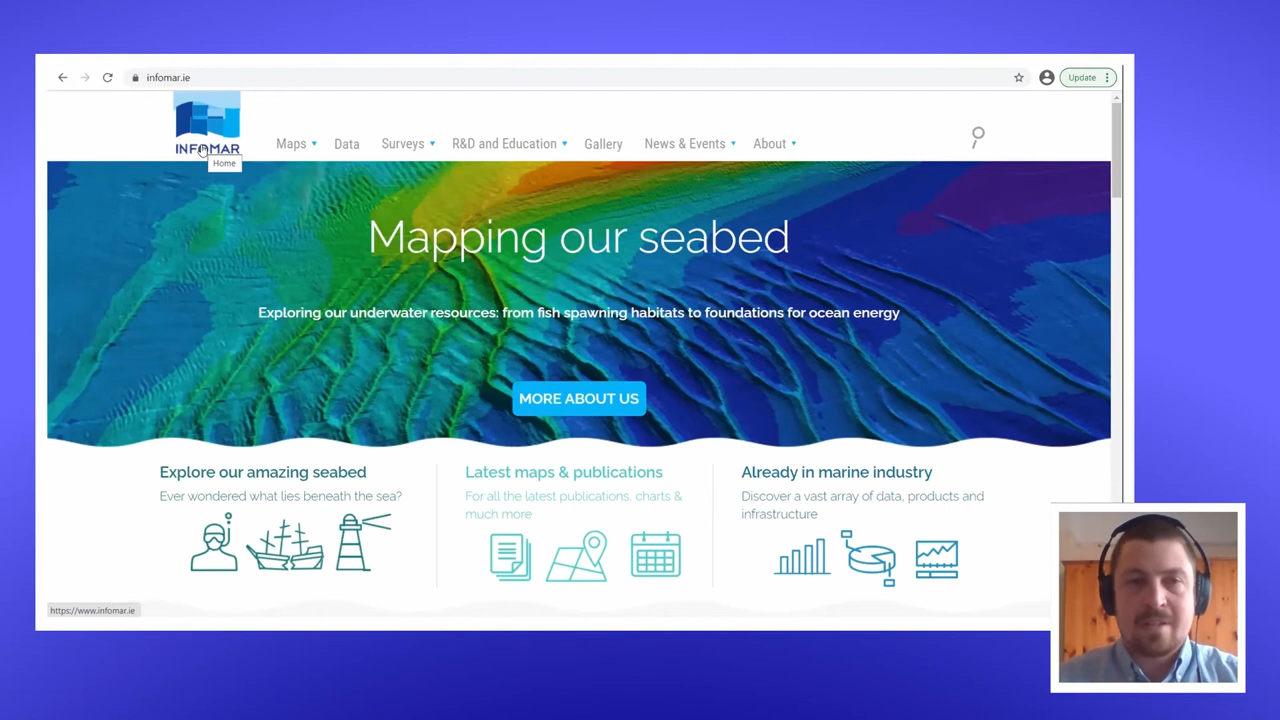 infomar.ie
Update
INFOMAR
Home
Maps
Data
Surveys
R&D and Education
Gallery
News & Events
About
Mapping our seabed
Exploring our underwater resources: from fish spawning habitats to foundations for ocean energy
MORE ABOUT US
Explore our amazing seabed
Ever wondered what lies beneath the sea?
Latest maps & publications
For all the latest publications, charts &
much more
Already in marine industry
Discover a vast array of data, products and
infrastructure
https://www.infomar.ie